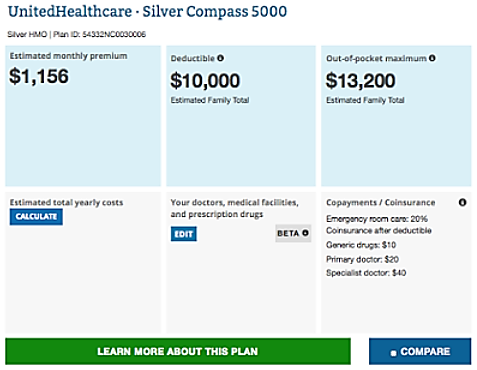 UnitedHealthcare · Silver Compass 5000
Silver HMO | Plan ID: 54332NC0030006
Estimated monthly premium
$1,156
Deductible
$10,000
Estimated Family Total
Out-of-pocket maximum
$13,200
Estimated Family Total
Estimated total yearly costs
CALCULATE
Your doctors, medical facilities,
and prescription drugs
EDIT
BETA
Copayments / Coinsurance
Emergency room care: 20%
Coinsurance after deductible
Generic drugs: $10
Primary doctor: $20
Specialist doctor: $40
LEARN MORE ABOUT THIS PLAN
COMPARE